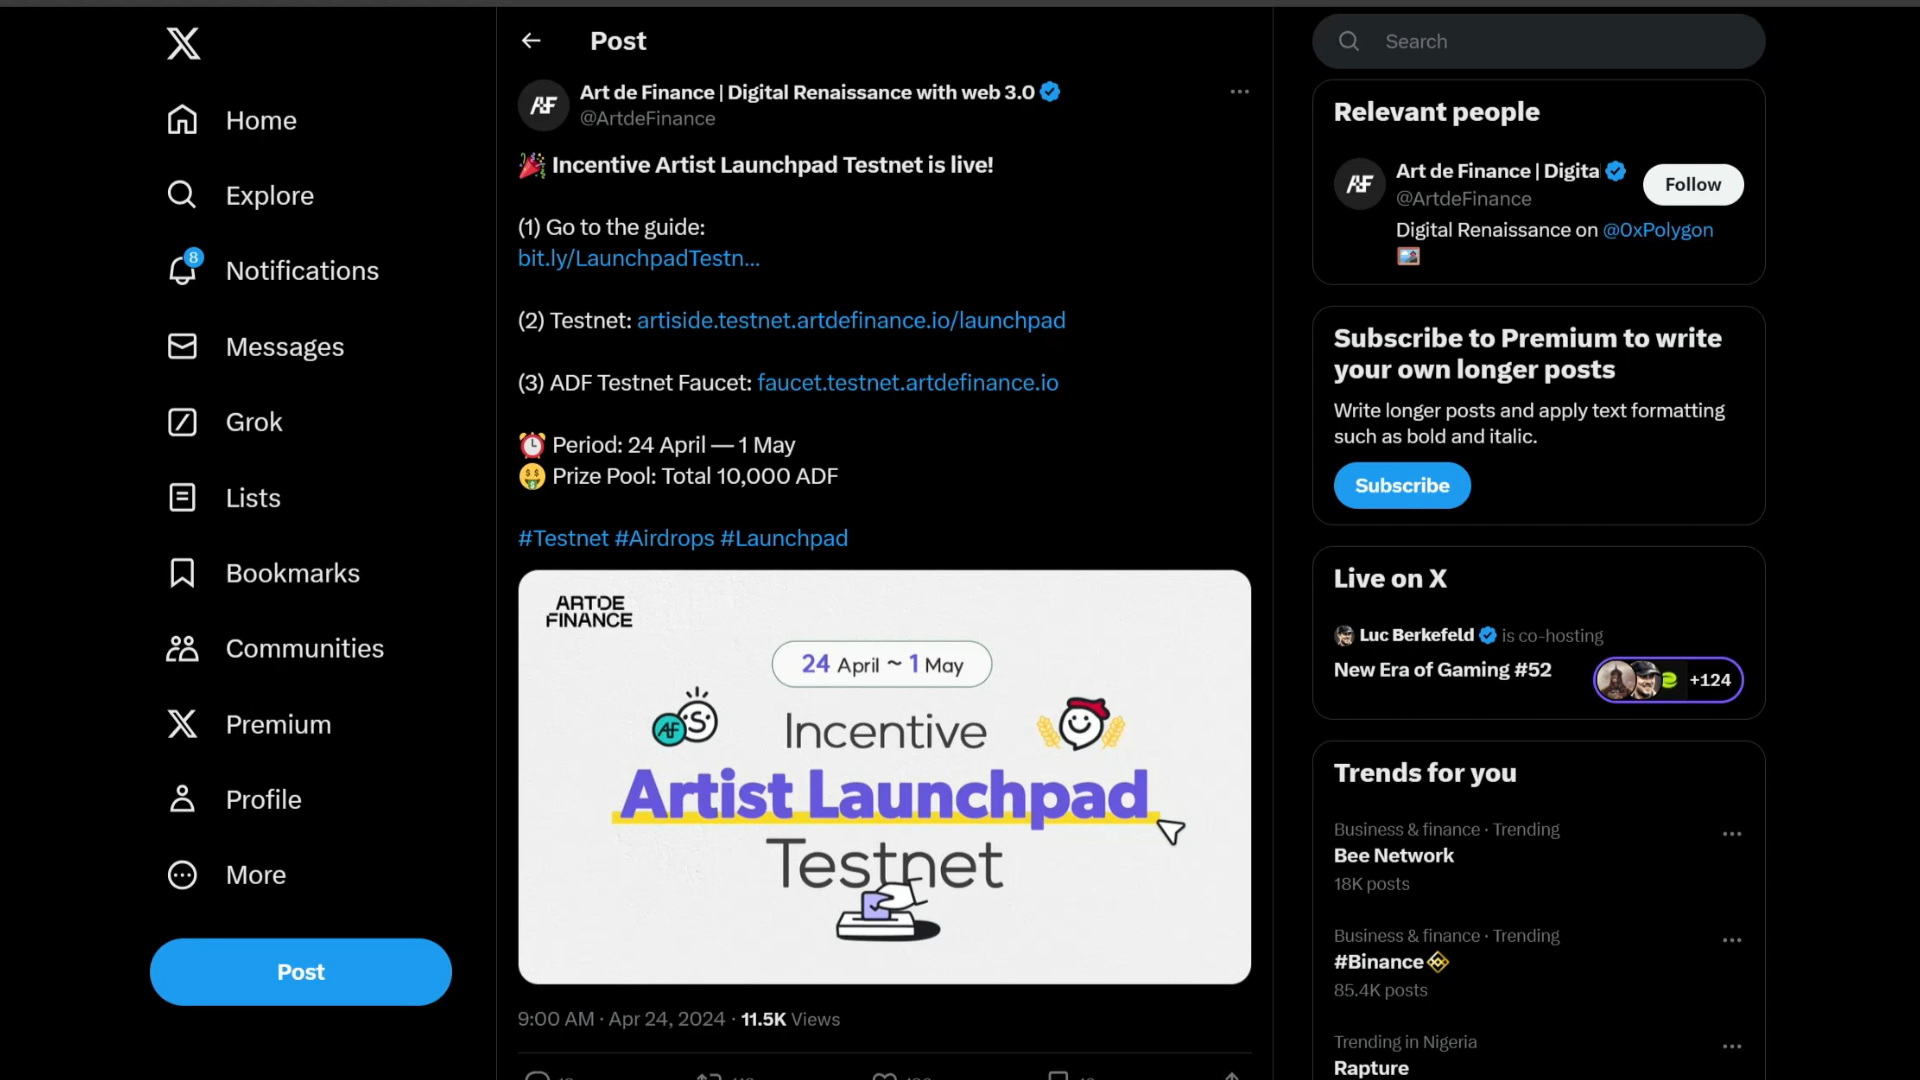 Home
Explore
8
Notifications
Messages
Grok
Lists
Bookmarks
Communities
Premium
Profile
More
Post
Post
AF
Art de Finance | Digital Renaissance with web 3.0
@ArtdeFinance
Incentive Artist Launchpad Testnet is live!
(1) Go to the guide:
bit.ly/LaunchpadTestn...
(2) Testnet: artiside.testnet.artdefinance.io/launchpad
(3) ADF Testnet Faucet: faucet.testnet.artdefinance.io
Period: 24 April — 1 May
Prize Pool: Total 10,000 ADF
#Testnet #Airdrops #Launchpad
ARTDE
FINANCE
24 April ~ 1 May
AF S
Incentive
Artist Launchpad
Testnet
9:00 AM · Apr 24, 2024 · 11.5K Views
Search
Relevant people
AF
Art de Finance | Digita
@ArtdeFinance
Follow
Digital Renaissance on @0xPolygon
Subscribe to Premium to write
your own longer posts
Write longer posts and apply text formatting
such as bold and italic.
Subscribe
Live on X
Luc Berkefeld is co-hosting
New Era of Gaming #52
+124
Trends for you
Business & finance · Trending
Bee Network
18K posts
Business & finance · Trending
#Binance
85.4K posts
Trending in Nigeria
Rapture